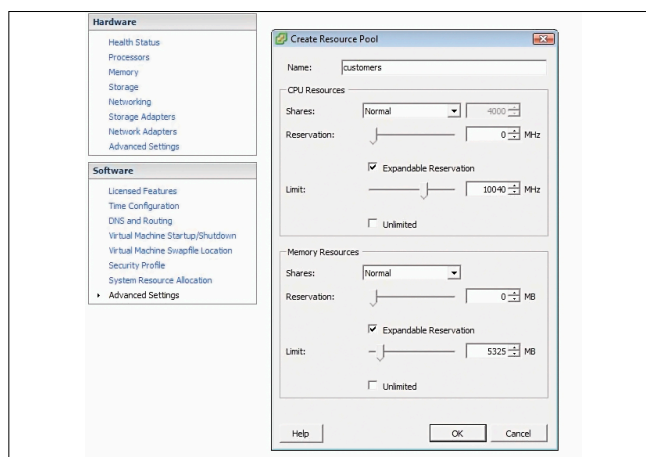 Hardware
Health Status
Processors
Memory
Storage
Networking
Storage Adapters
Network Adapters
Advanced Settings
Software
Licensed Features
Time Configuration
DNS and Routing
Virtual Machine Startup/Shutdown
Virtual Machine Swapfile Location
Security Profile
System Resource Allocation
Advanced Settings
Create Resource Pool
Name: customers
CPU Resources
Shares: Normal 4000
Reservation: 0 MHz
Expandable Reservation
Limit: 10040 MHz
Unlimited
Memory Resources
Shares: Normal
Reservation: 0 MB
Expandable Reservation
Limit: 5325 MB
Unlimited
Help OK Cancel